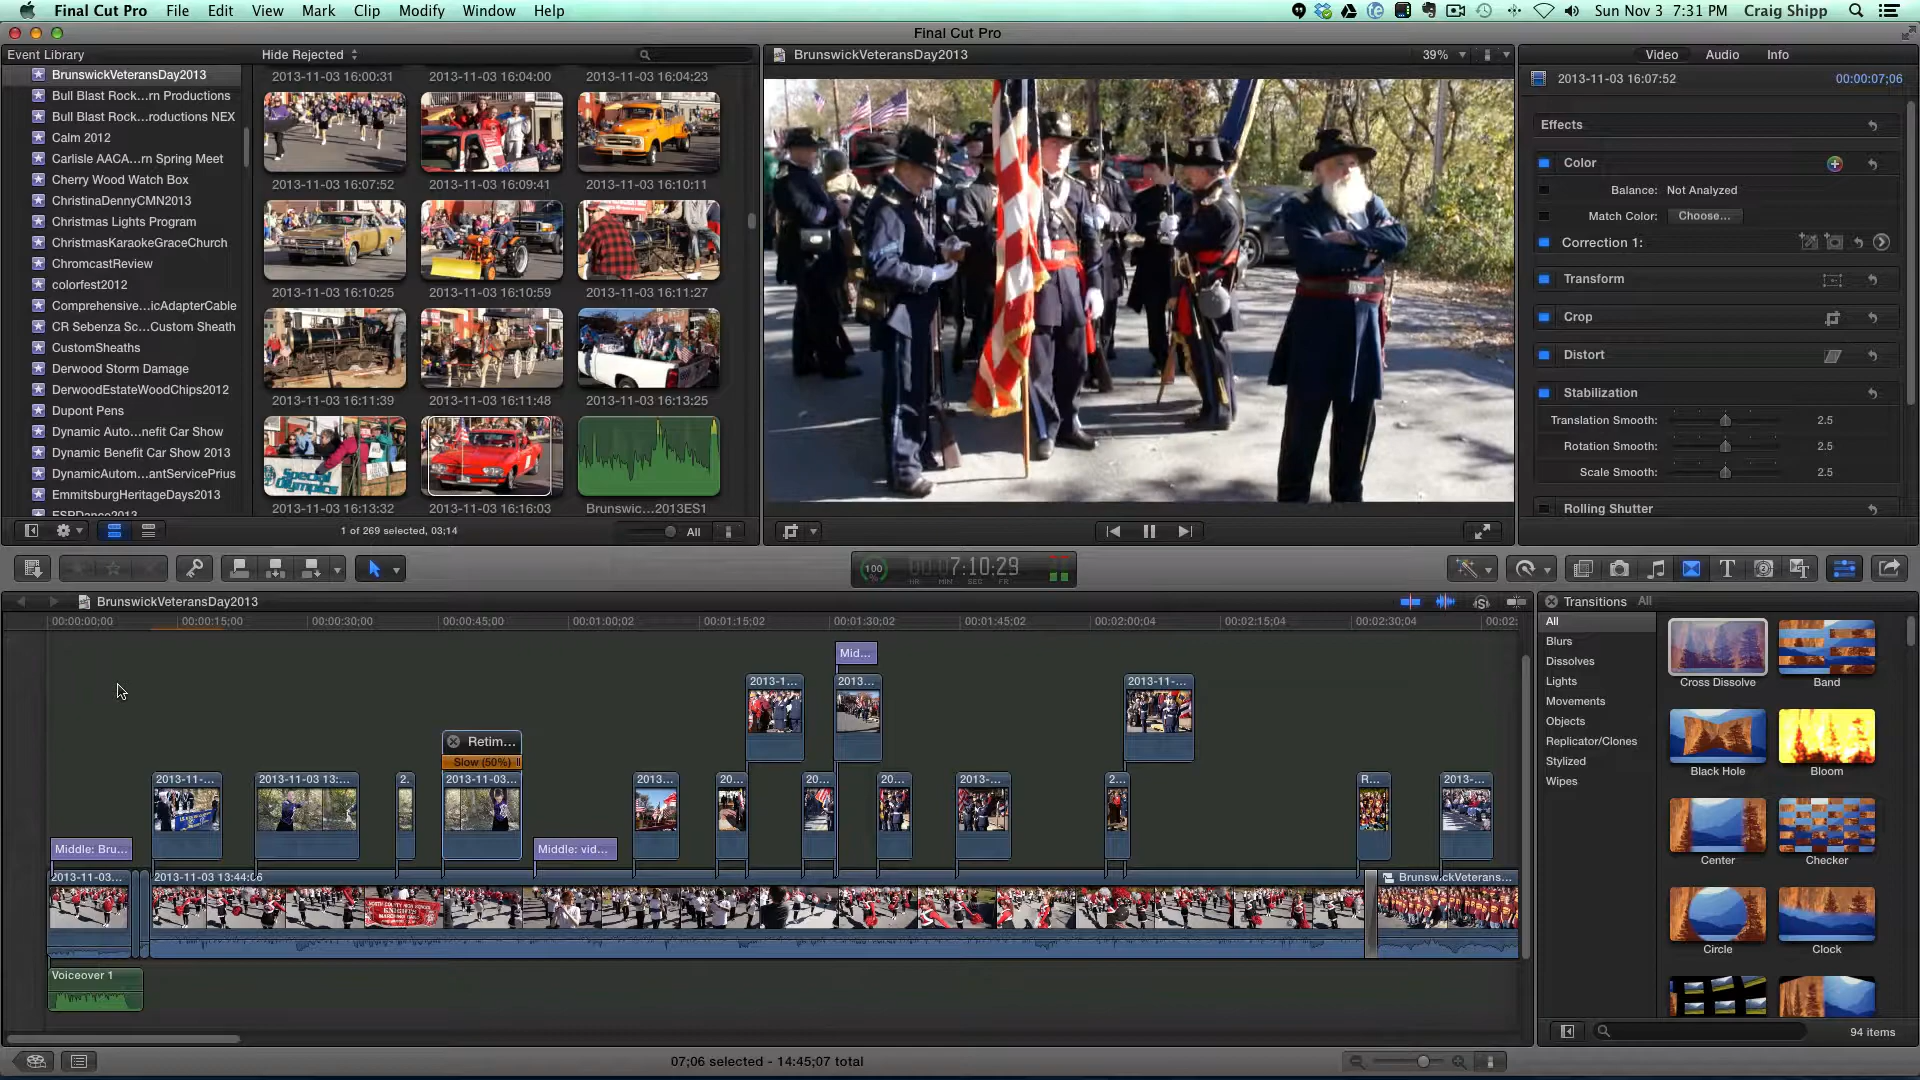 Final Cut Pro File Edit View Mark Clip Modify Window Help
Sun Nov 3 7:31 PM Craig Shipp
Final Cut Pro
Event Library
Hide Rejected
BrunswickVeteransDay2013
39%
Video Audio Info
BrunswickVeteransDay2013
Bull Blast Rock...rn Productions
Bull Blast Rock...roductions NEX
Calm 2012
Carlisle AACA...rn Spring Meet
Cherry Wood Watch Box
ChristinaDennyCMN2013
Christmas Lights Program
ChristmasKaraokeGraceChurch
ChromcastReview
colorfest2012
Comprehensive...icAdapterCable
CR Sebenza Sc...Custom Sheath
CustomSheaths
Derwood Storm Damage
DerwoodEstateWoodChips2012
Dupont Pens
Dynamic Auto...nefit Car Show
Dynamic Benefit Car Show 2013
DynamicAutom...antServicePrius
EmmitsburgHeritageDays2013
ESPDance2013
2013-11-03 16:00:31 2013-11-03 16:04:00 2013-11-03 16:04:23
2013-11-03 16:07:52 2013-11-03 16:09:41 2013-11-03 16:10:11
2013-11-03 16:10:25 2013-11-03 16:10:59 2013-11-03 16:11:27
2013-11-03 16:11:39 2013-11-03 16:11:48 2013-11-03 16:13:25
2013-11-03 16:13:32 2013-11-03 16:16:03 Brunswic...2013ES1
1 of 269 selected, 03;14
All
2013-11-03 16:07:52
00:00:07;06
Effects
Color
Balance: Not Analyzed
Match Color: Choose...
Correction 1:
Transform
Crop
Distort
Stabilization
Translation Smooth: 2.5
Rotation Smooth: 2.5
Scale Smooth: 2.5
Rolling Shutter
100
%
7:10:29
HR MIN SEC FR
BrunswickVeteransDay2013
00:00:00;00 00:00:15;00 00:00:30;00 00:00:45;00 00:01:00;02 00:01:15;02 00:01:30;02 00:01:45;02 00:02:00;04 00:02:15;04 00:02:30;04 00:02:
Mid...
2013-1... 2013... 2013-11-...
Retim...
Slow (50%)
2013-11-... 2013-11-03 13:... 2. 2013-11-03... 2013... 20... 20... 20... 2013-... 2... R... 2013-...
Middle: Bru... Middle: vid...
2013-11-03... 2013-11-03 13:44:06 BrunswickVeterans...
Voiceover 1
Transitions All
All
Blurs
Dissolves
Lights
Movements
Objects
Replicator/Clones
Stylized
Wipes
Cross Dissolve Band
Black Hole Bloom
Center Checker
Circle Clock
94 items
07;06 selected - 14:45;07 total